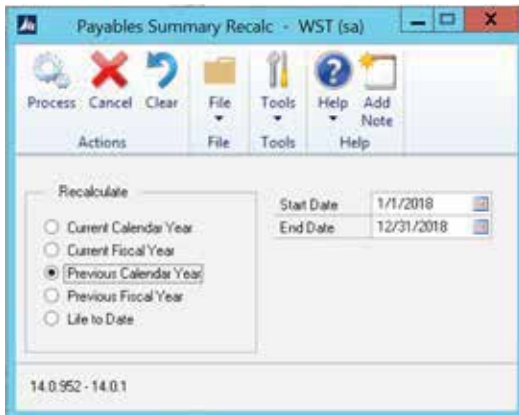 Payables Summary Recalc - WST (sa)
Process Cancel Clear File Tools Help Add Note
Actions File Tools Help
Recalculate
Start Date 1/1/2018
End Date 12/31/2018
Current Calendar Year
Current Fiscal Year
Previous Calendar Year
Previous Fiscal Year
Life to Date
14.0.952 - 14.0.1